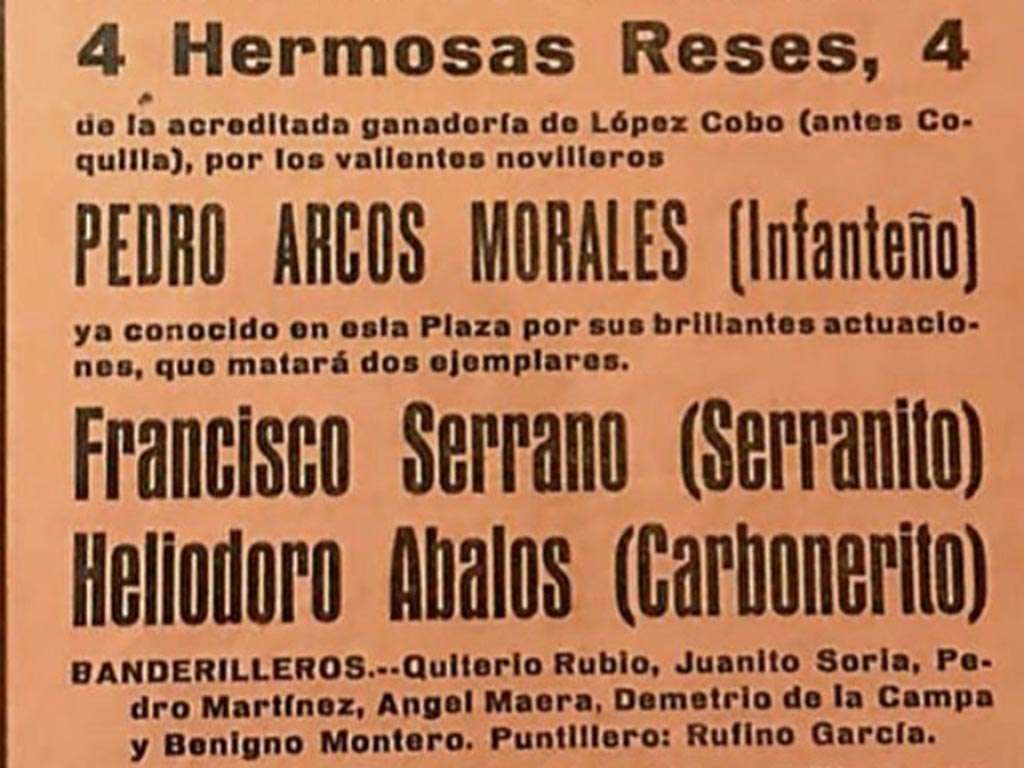 4 Hermosas Reses, 4
de la acreditada ganadería de López Cobo (antes Co-
quilla), por los valientes novilleros
PEDRO ARCOS MORALES (Infanteño)
ya conocido en esta Plaza por sus brillantes actuacio-
nes, que matará dos ejemplares.
Francisco Serrano (Serranito)
Heliodoro Abalos (Carbonerito)
BANDERILLEROS.--Quiterio Rubio, Juanito Soria, Pe-
dro Martínez, Angel Maera, Demetrio de la Campa
y Benigno Montero. Puntillero: Rufino García.